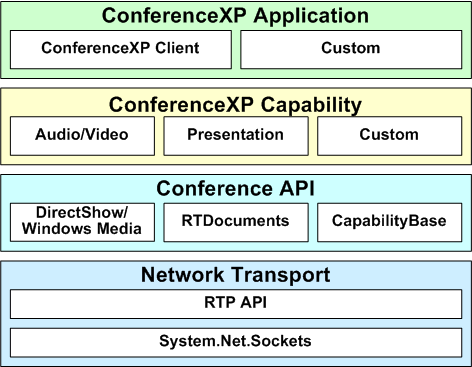 ConferenceXP Application
ConferenceXP Client
Custom
ConferenceXP Capability
Audio/Video
Presentation
Custom
Conference API
DirectShow/
Windows Media
RTDocuments
CapabilityBase
Network Transport
RTP API
System.Net.Sockets